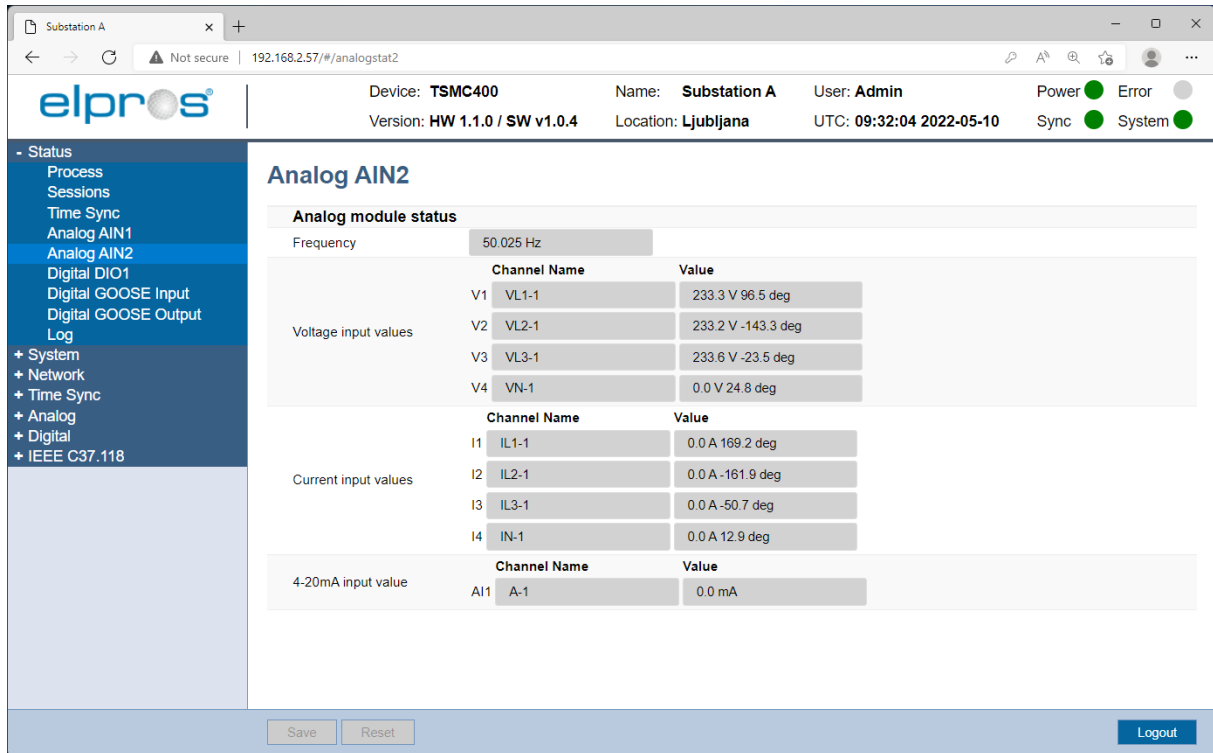 Substation A
Not secure
192.168.2.57/#/analogstat2
elpros
Device: TSMC400 Name: Substation A User: Admin Power Error
Version: HW 1.1.0 / SW v1.0.4 Location: Ljubljana UTC: 09:32:04 2022-05-10 Sync System
- Status
Process
Sessions
Time Sync
Analog AIN1
Analog AIN2
Digital DIO1
Digital GOOSE Input
Digital GOOSE Output
Log
+ System
+ Network
+ Time Sync
+ Analog
+ Digital
+ IEEE C37.118
Analog AIN2
Analog module status
Frequency 50.025 Hz
Channel Name Value
Voltage input values
V1 VL1-1 233.3 V 96.5 deg
V2 VL2-1 233.2 V -143.3 deg
V3 VL3-1 233.6 V -23.5 deg
V4 VN-1 0.0 V 24.8 deg
Channel Name Value
Current input values
I1 IL1-1 0.0 A 169.2 deg
I2 IL2-1 0.0 A -161.9 deg
I3 IL3-1 0.0 A -50.7 deg
I4 IN-1 0.0 A 12.9 deg
Channel Name Value
4-20mA input value
AI1 A-1 0.0 mA
Save Reset Logout